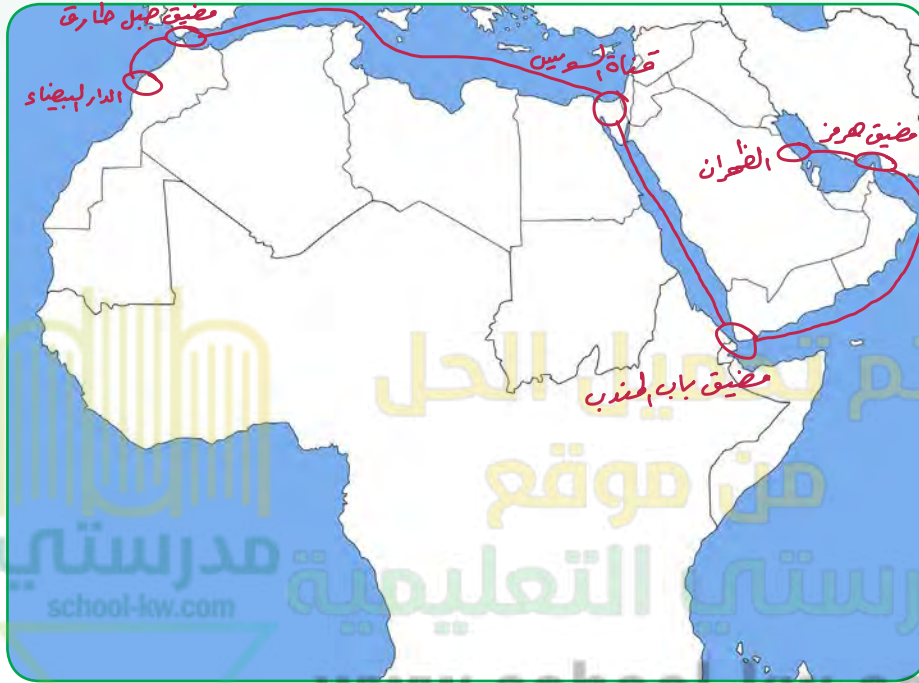 مضيق جبل طارق
الدار البيضاء
قناة السويس
مضيق هرمز
الظهران
مضيق باب المندب
تم تحميل الحل
من موقع
مدرستي
رستي التعليمية
school-kw.com